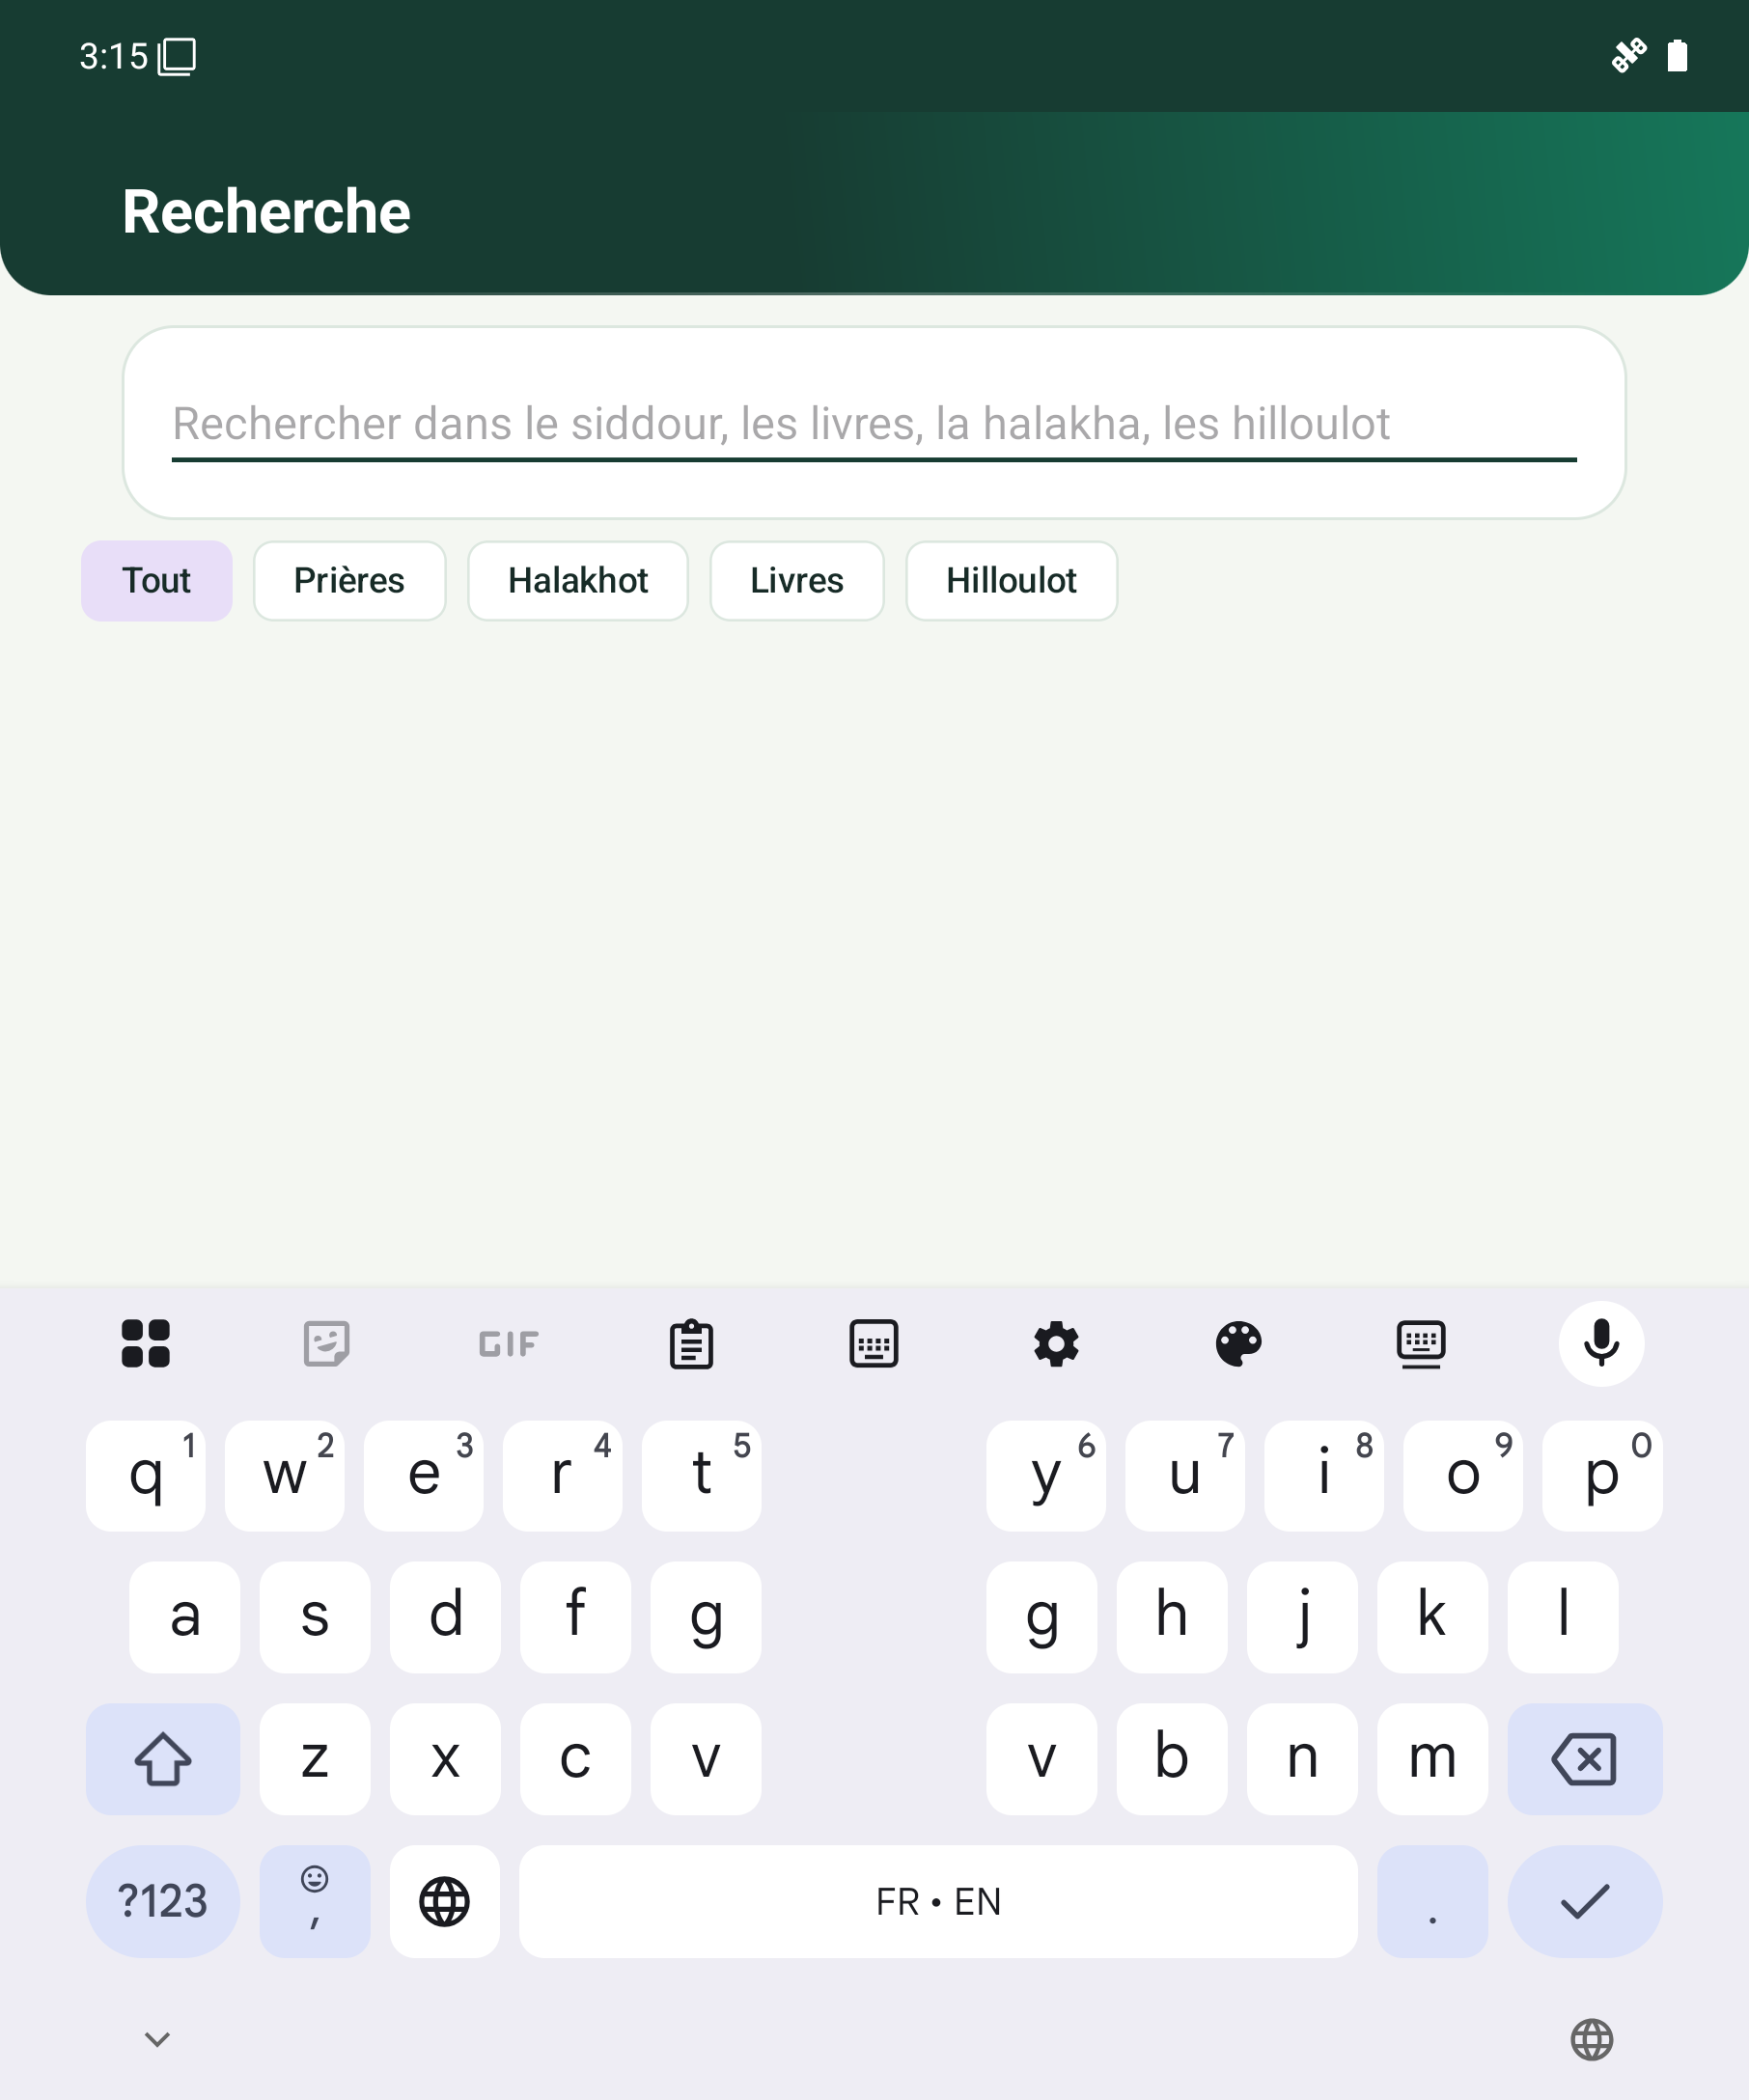 3:15
Recherche
Rechercher dans le siddour, les livres, la halakha, les hilloulot
Tout Prières Halakhot Livres Hilloulot
GIF
q 1 w 2 e 3 r 4 t 5 y 6 u 7 i 8 o 9 p 0
a s d f g g h j k l
z x c v v b n m
?123 , FR • EN .